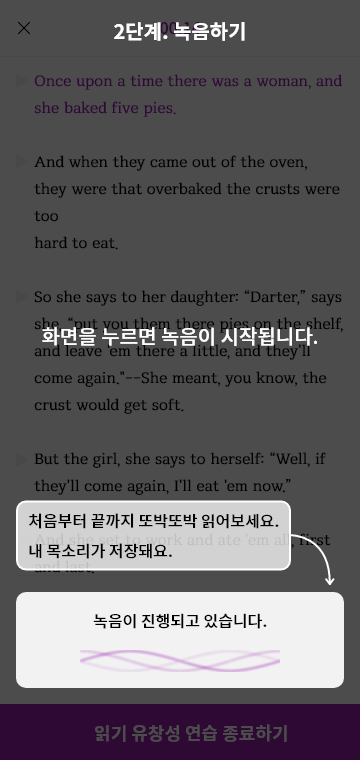 2단계. 녹음하기
Once upon a time there was a woman, and
she baked five pies.
And when they came out of the oven,
they were that overbaked the crusts were
too
hard to eat.
So she says to her daughter: “Darter,” says
she, “put you them there pies on the shelf,
화면을 누르면 녹음이 시작됩니다.
and leave ’em there a little, and they’ll
come again.”--She meant, you know, the
crust would get soft.
But the girl, she says to herself: “Well, if
they’ll come again, I’ll eat ’em now.”
처음부터 끝까지 또박또박 읽어보세요.
And she set to work and ate ’em all, first
내 목소리가 저장돼요.
and last.
녹음이 진행되고 있습니다.
읽기 유창성 연습 종료하기